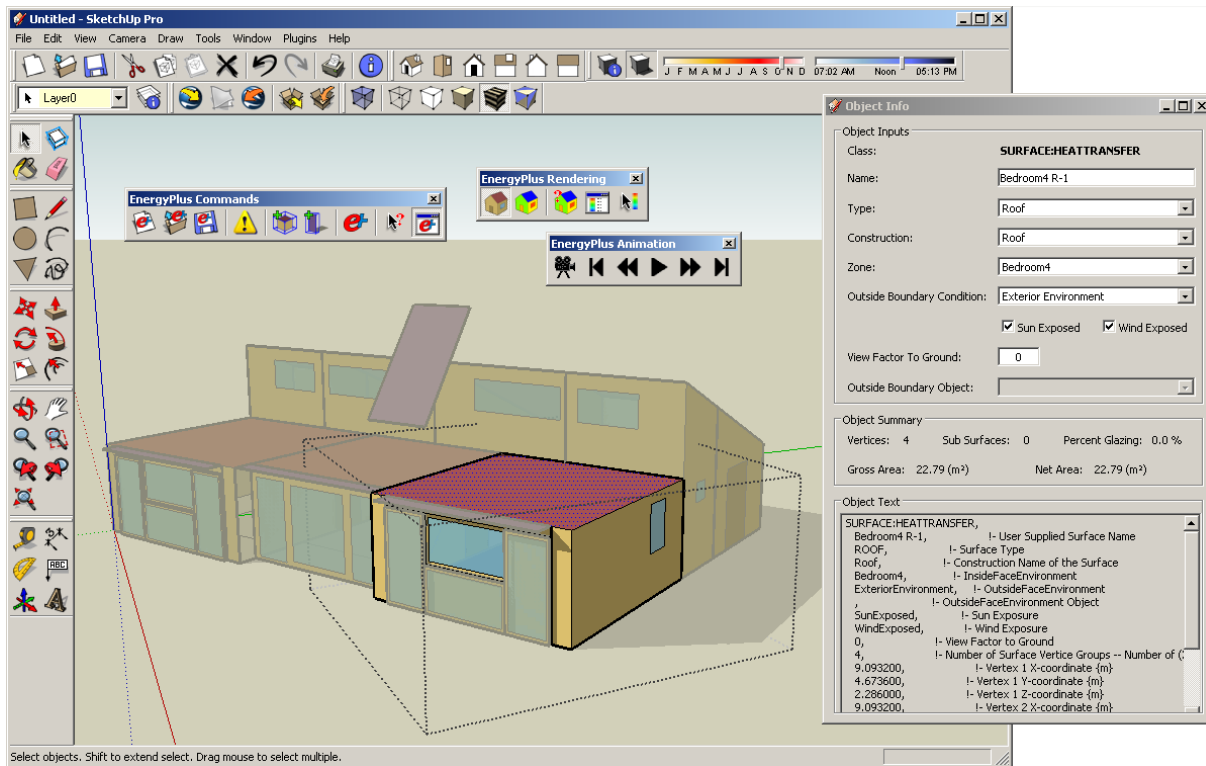 Untitled - SketchUp Pro
File Edit View Camera Draw Tools Window Plugins Help
J F M A M J J A S O N D 07:02 AM Noon 05:13 PM
Layer0
EnergyPlus Commands
EnergyPlus Rendering
EnergyPlus Animation
ABC
Select objects. Shift to extend select. Drag mouse to select multiple.
Object Info
Object Inputs
Class: SURFACE:HEATTRANSFER
Name: Bedroom4 R-1
Type: Roof
Construction: Roof
Zone: Bedroom4
Outside Boundary Condition: Exterior Environment
Sun Exposed Wind Exposed
View Factor To Ground: 0
Outside Boundary Object:
Object Summary
Vertices: 4 Sub Surfaces: 0 Percent Glazing: 0.0 %
Gross Area: 22.79 (m²) Net Area: 22.79 (m²)
Object Text
SURFACE:HEATTRANSFER,
Bedroom4 R-1, !- User Supplied Surface Name
ROOF, !- Surface Type
Roof, !- Construction Name of the Surface
Bedroom4, !- InsideFaceEnvironment
ExteriorEnvironment, !- OutsideFaceEnvironment
, !- OutsideFaceEnvironment Object
SunExposed, !- Sun Exposure
WindExposed, !- Wind Exposure
0, !- View Factor to Ground
4, !- Number of Surface Vertice Groups -- Number of (
9.093200, !- Vertex 1 X-coordinate {m}
4.673600, !- Vertex 1 Y-coordinate {m}
2.286000, !- Vertex 1 Z-coordinate {m}
9.093200, !- Vertex 2 X-coordinate {m}